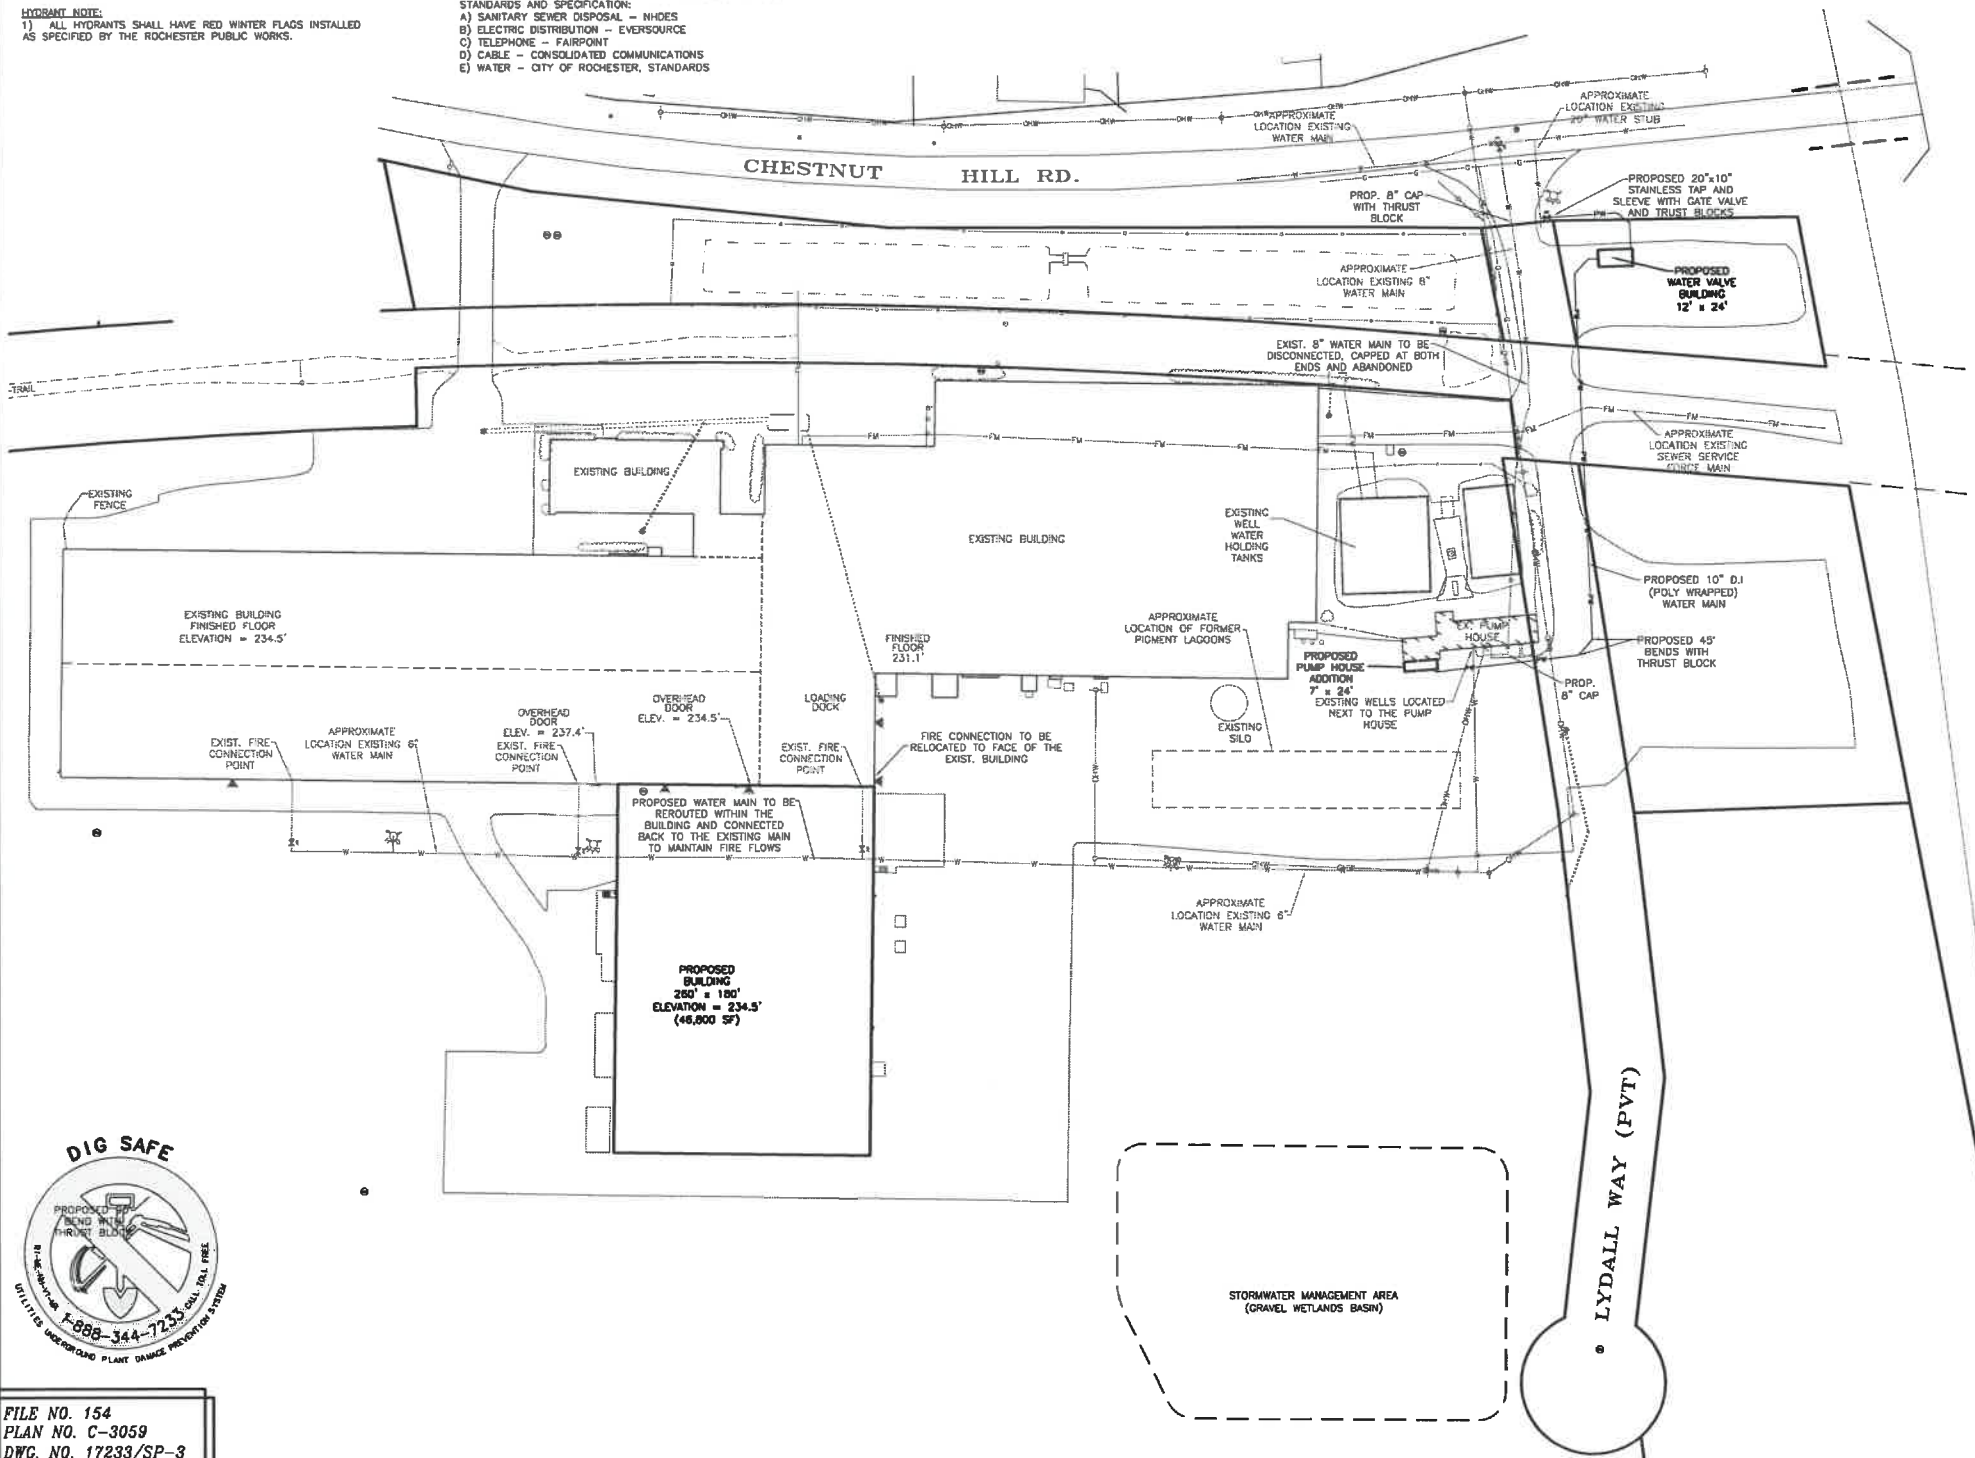 HYDRANT NOTE:
1) ALL HYDRANTS SHALL HAVE RED WINTER FLAGS INSTALLED
AS SPECIFIED BY THE ROCHESTER PUBLIC WORKS.
STANDARDS AND SPECIFICATION:
A) SANITARY SEWER DISPOSAL - NHDES
B) ELECTRIC DISTRIBUTION - EVERSOURCE
C) TELEPHONE - FAIRPOINT
D) CABLE - CONSOLIDATED COMMUNICATIONS
E) WATER - CITY OF ROCHESTER, STANDARDS
CHESTNUT HILL RD.
APPROXIMATE
LOCATION EXISTING
WATER MAIN
APPROXIMATE
LOCATION EXISTING
20" WATER STUB
PROP. 8" CAP
WITH THRUST
BLOCK
PROPOSED 20"x10"
STAINLESS TAP AND
SLEEVE WITH GATE VALVE
AND TRUST BLOCKS
APPROXIMATE
LOCATION EXISTING 8"
WATER MAIN
PROPOSED
WATER VALVE
BUILDING
12' x 24'
EXIST. 8" WATER MAIN TO BE
DISCONNECTED, CAPPED AT BOTH
ENDS AND ABANDONED
TRAIL
APPROXIMATE
LOCATION EXISTING
SEWER SERVICE
FORCE MAIN
EXISTING
FENCE
EXISTING BUILDING
EXISTING BUILDING
EXISTING
WELL
WATER
HOLDING
TANKS
PROPOSED 10" D.I
(POLY WRAPPED)
WATER MAIN
EXISTING BUILDING
FINISHED FLOOR
ELEVATION = 234.5'
FINISHED
FLOOR
231.1'
APPROXIMATE
LOCATION OF FORMER
PIGMENT LAGOONS
EX. PUMP
HOUSE
PROPOSED 45°
BENDS WITH
THRUST BLOCK
PROPOSED
PUMP HOUSE
ADDITION
7' x 24'
EXISTING WELLS LOCATED
NEXT TO THE PUMP
HOUSE
PROP.
8" CAP
EXISTING
SILO
LOADING
DOCK
OVERHEAD
DOOR
ELEV. = 234.5'
OVERHEAD
DOOR
ELEV. = 237.4'
EXIST. FIRE
CONNECTION
POINT
APPROXIMATE
LOCATION EXISTING 6"
WATER MAIN
EXIST. FIRE
CONNECTION
POINT
EXIST. FIRE
CONNECTION
POINT
FIRE CONNECTION TO BE
RELOCATED TO FACE OF THE
EXIST. BUILDING
PROPOSED WATER MAIN TO BE
REROUTED WITHIN THE
BUILDING AND CONNECTED
BACK TO THE EXISTING MAIN
TO MAINTAIN FIRE FLOWS
APPROXIMATE
LOCATION EXISTING 6"
WATER MAIN
PROPOSED
BUILDING
260' x 180'
ELEVATION = 234.5'
(46,800 SF)
STORMWATER MANAGEMENT AREA
(GRAVEL WETLANDS BASIN)
LYDALL WAY (PVT)
DIG SAFE
PROPOSED
BEND WITH
THRUST BLOCK
CALL TOLL FREE
1-888-344-7233
UTILITIES UNDERGROUND PLANT DAMAGE PREVENTION SYSTEM
FILE NO. 154
PLAN NO. C-3059
DWG. NO. 17233/SP-3